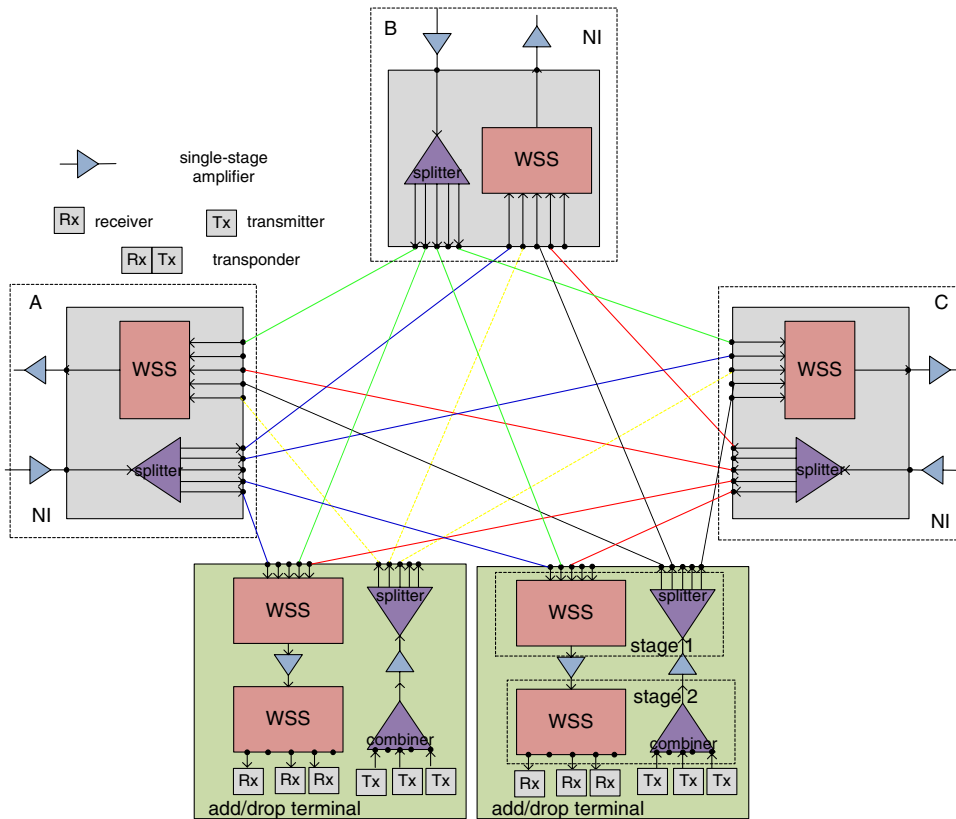 B
NI
WSS
splitter
single-stage
amplifier
Rx
receiver
Tx
transmitter
Rx
Tx
transponder
A
WSS
splitter
NI
C
WSS
splitter
NI
WSS
splitter
WSS
combiner
Rx
Rx
Rx
Tx
Tx
Tx
add/drop terminal
WSS
splitter
stage 1
stage 2
WSS
combiner
Rx
Rx
Rx
Tx
Tx
Tx
add/drop terminal